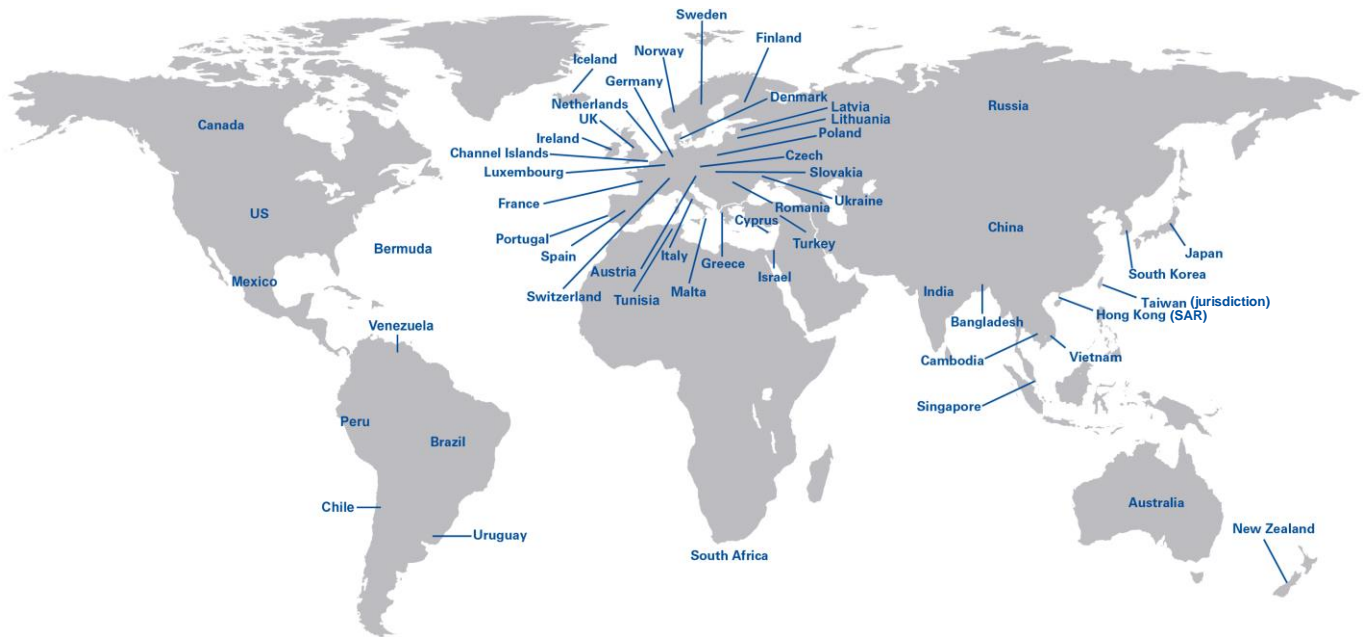 Sweden
Finland
Norway
Iceland
Germany
Netherlands
Denmark
UK
Latvia
Lithuania
Russia
Canada
Ireland
Poland
Channel Islands
Czech
Luxembourg
Slovakia
Ukraine
France
Romania
US
Cyprus
China
Portugal
Turkey
Bermuda
Spain
Italy
Greece
Japan
South Korea
Austria
Israel
Mexico
Switzerland
Tunisia
Malta
India
Taiwan (jurisdiction)
Hong Kong (SAR)
Bangladesh
Venezuela
Cambodia
Vietnam
Singapore
Peru
Brazil
Australia
Chile
New Zealand
Uruguay
South Africa